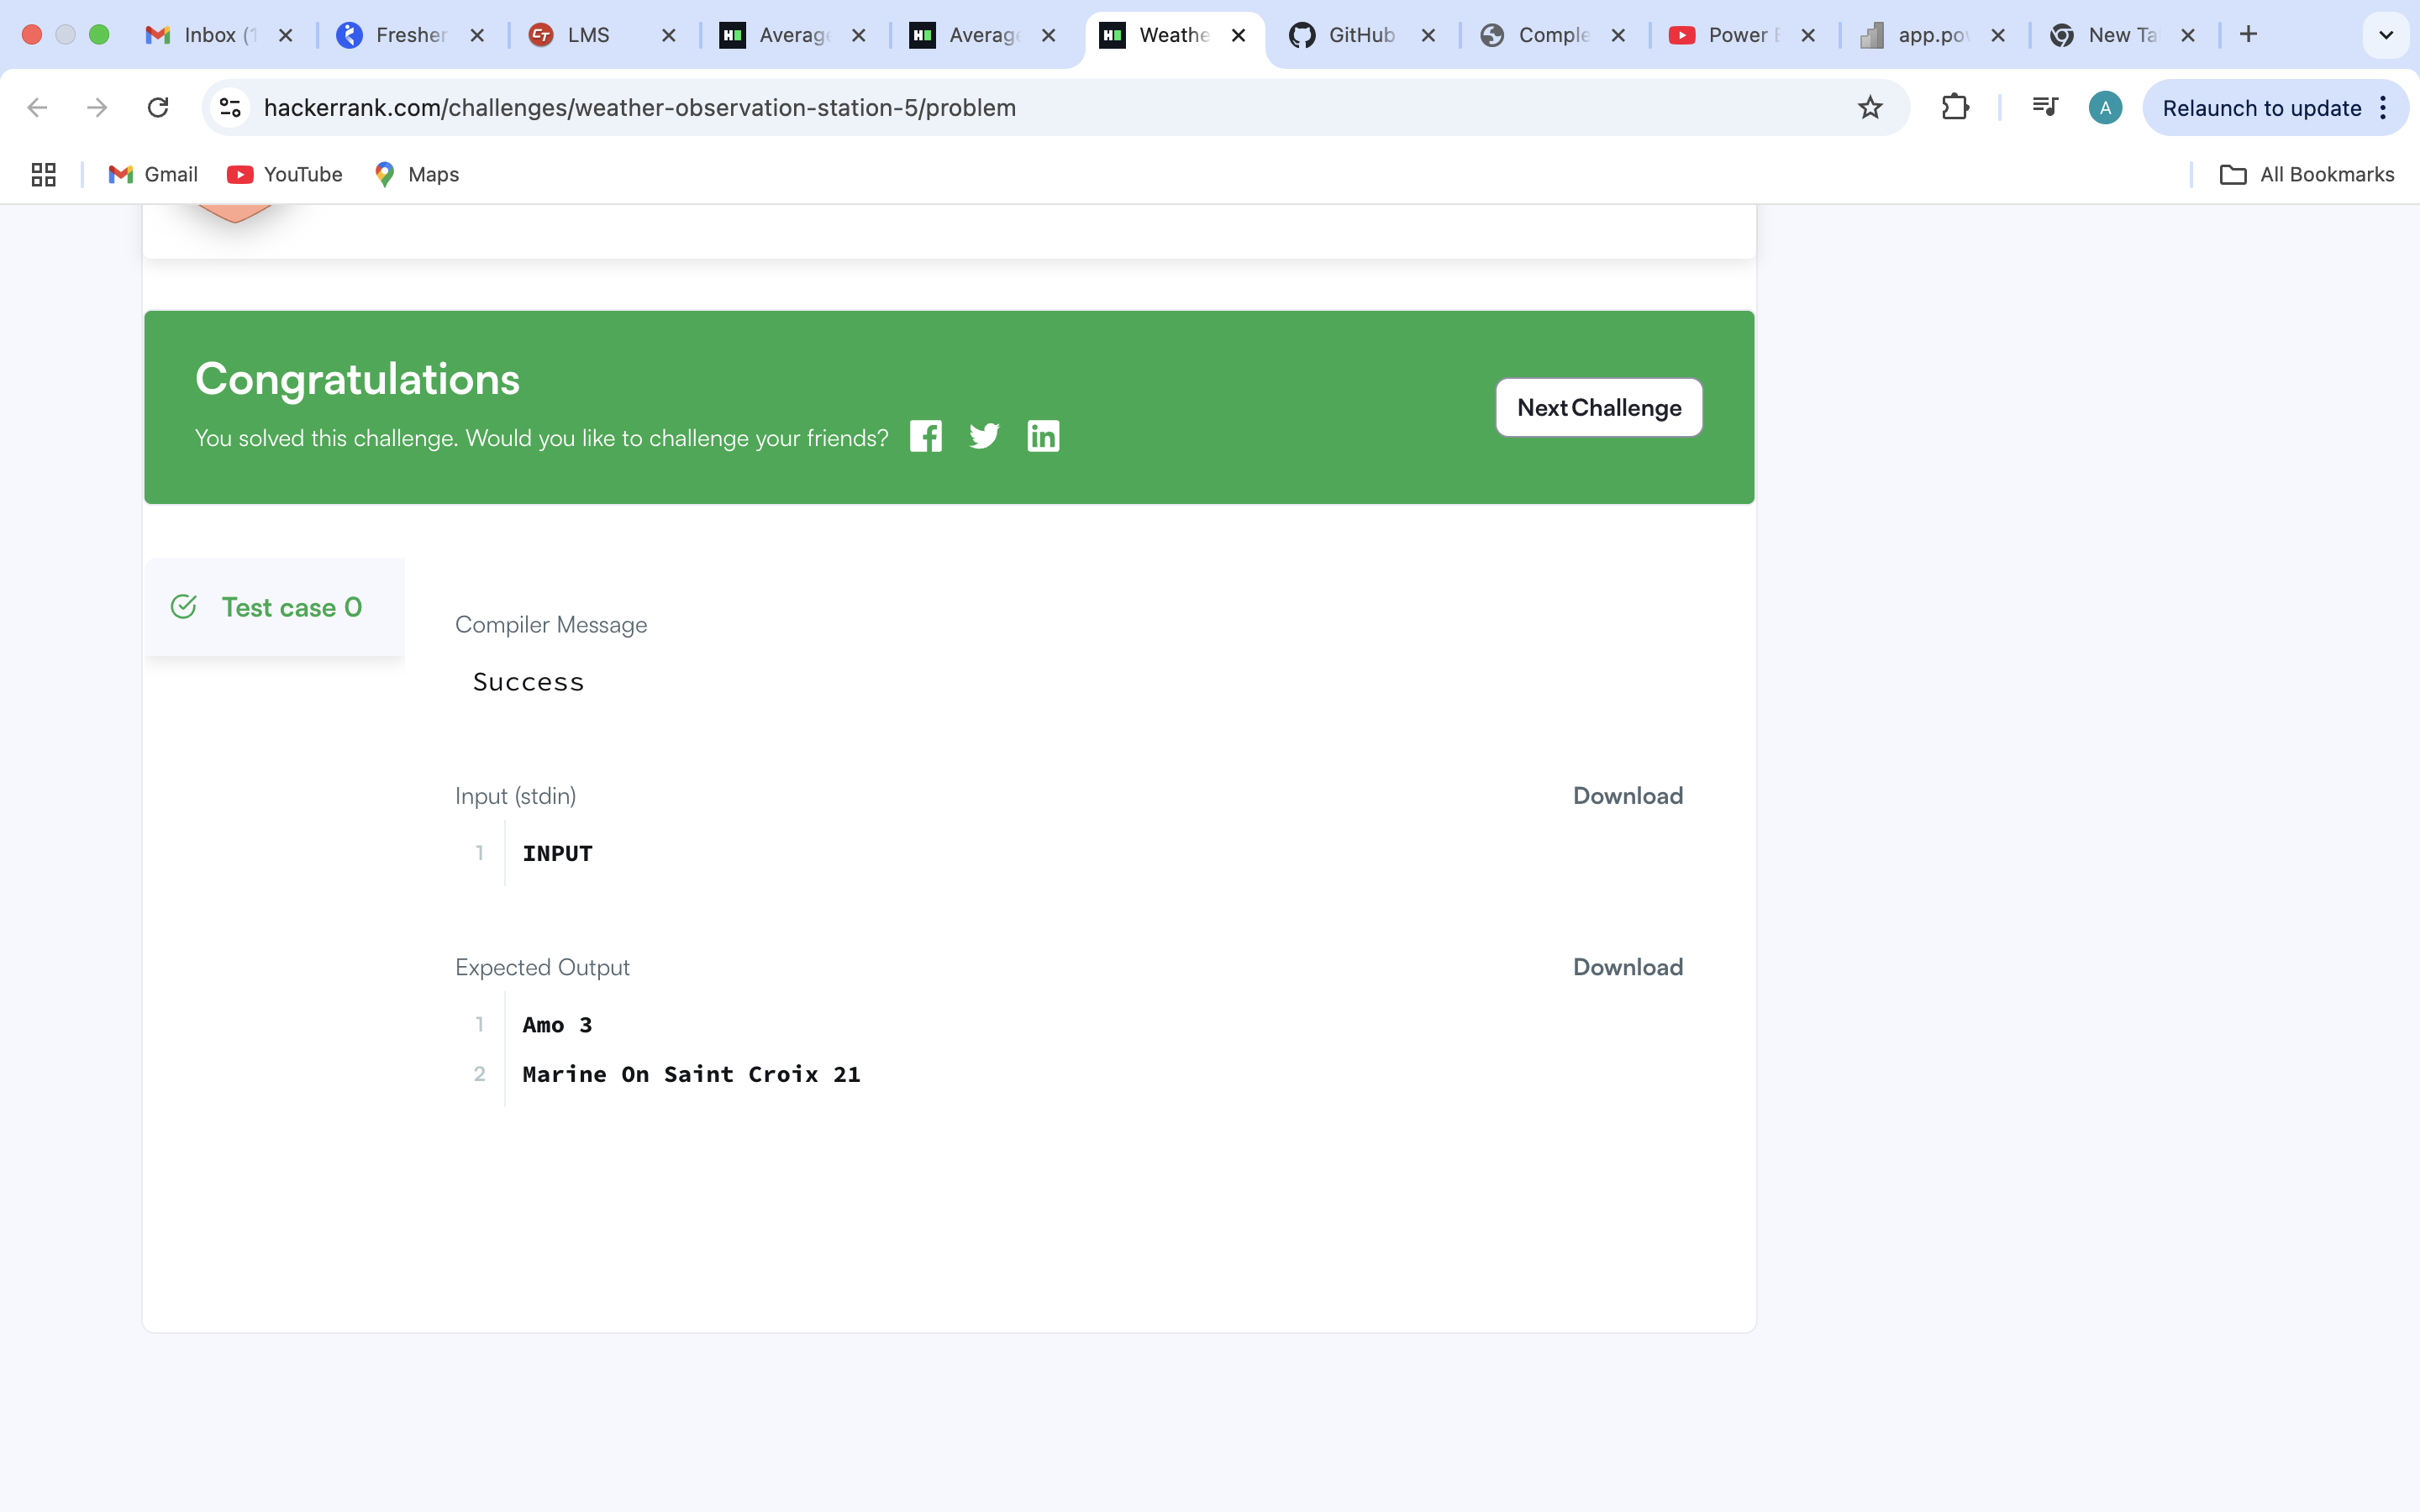 Inbox (1
Fresher
LMS
Average
Average
Weathe
GitHub
Comple
Power B
app.pow
New Ta
hackerrank.com/challenges/weather-observation-station-5/problem
A
Relaunch to update
Gmail
YouTube
Maps
All Bookmarks
Congratulations
You solved this challenge. Would you like to challenge your friends?
Next Challenge
Test case 0
Compiler Message
Success
Input (stdin)
Download
1 INPUT
Expected Output
Download
1 Amo 3
2 Marine On Saint Croix 21